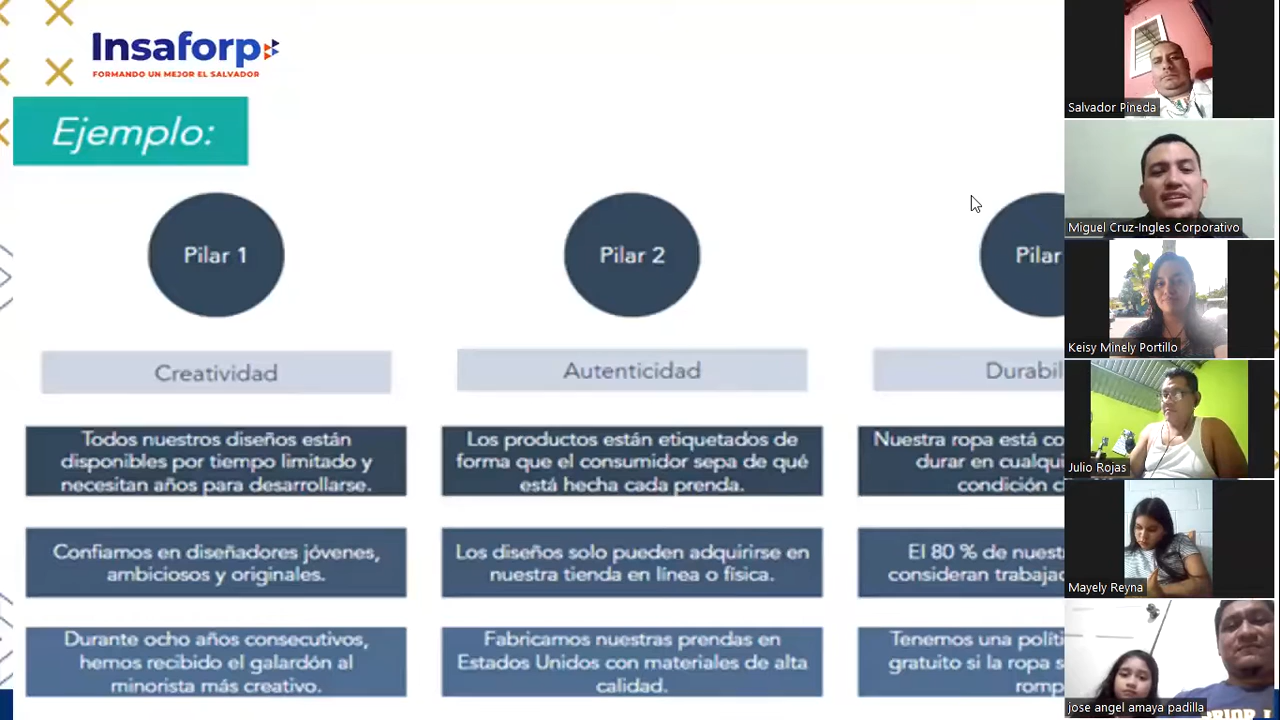 Insaforp
FORMANDO UN MEJOR EL SALVADOR
Ejemplo:
Pilar 1
Creatividad
Todos nuestros diseños están
disponibles por tiempo limitado y
necesitan años para desarrollarse.
Confiamos en diseñadores jóvenes,
ambiciosos y originales.
Durante ocho años consecutivos,
hemos recibido el galardón al
minorista más creativo.
Pilar 2
Autenticidad
Los productos están etiquetados de
forma que el consumidor sepa de qué
está hecha cada prenda.
Los diseños solo pueden adquirirse en
nuestra tienda en línea o física.
Fabricamos nuestras prendas en
Estados Unidos con materiales de alta
calidad.
Pilar
Durabil
Nuestra ropa está co
durar en cualqui
condición c
El 80 % de nuest
consideran trabaja
Tenemos una polít
gratuito si la ropa s
romp
Salvador Pineda
Miguel Cruz-Ingles Corporativo
Keisy Minely Portillo
Julio Rojas
Mayely Reyna
jose angel amaya padilla